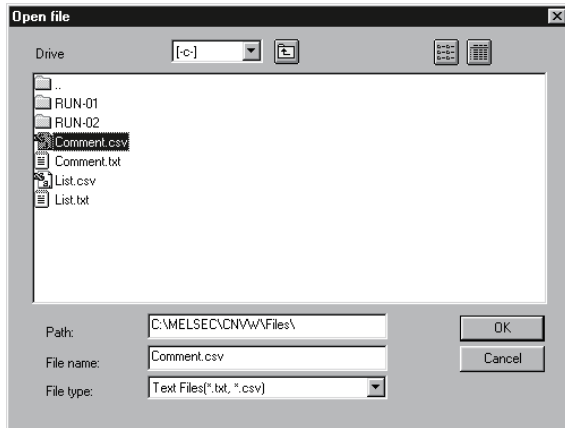 Open file
Drive [-c-]
..
RUN-01
RUN-02
Comment.csv
Comment.txt
List.csv
List.txt
Path: C:\MELSEC\CNVW\Files\
OK
File name: Comment.csv
Cancel
File type: Text Files(*.txt, *.csv)